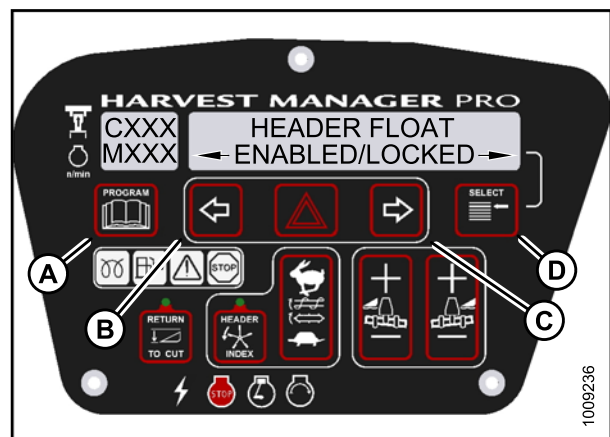 HARVEST MANAGER PRO
CXXX
MXXX
HEADER FLOAT
ENABLED/LOCKED
n/min
PROGRAM
SELECT
A
B
C
D
STOP
RETURN
TO CUT
HEADER
INDEX
STOP
1009236